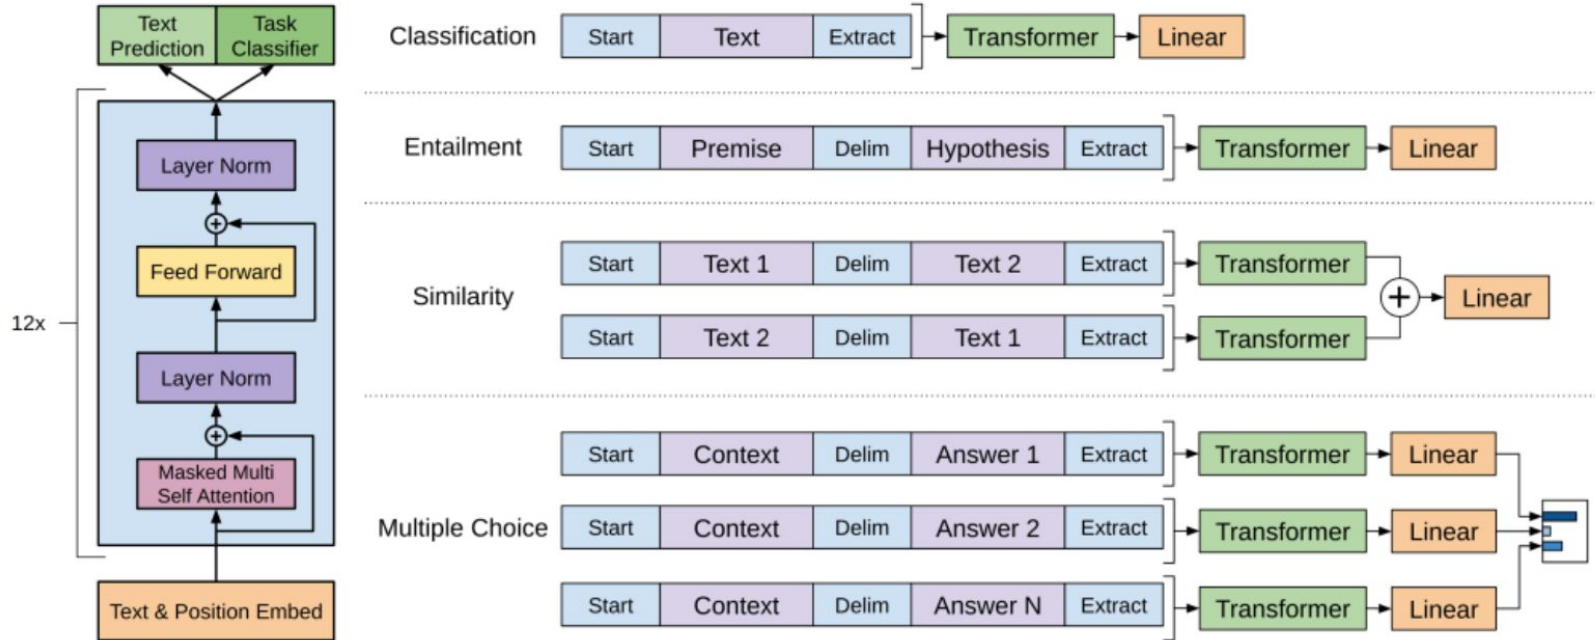 Text
Prediction
Task
Classifier
12x
Layer Norm
Feed Forward
Layer Norm
Masked Multi
Self Attention
Text & Position Embed
Classification
Start Text Extract Transformer Linear
Entailment
Start Premise Delim Hypothesis Extract Transformer Linear
Similarity
Start Text 1 Delim Text 2 Extract Transformer
Start Text 2 Delim Text 1 Extract Transformer
Linear
Multiple Choice
Start Context Delim Answer 1 Extract Transformer Linear
Start Context Delim Answer 2 Extract Transformer Linear
Start Context Delim Answer N Extract Transformer Linear